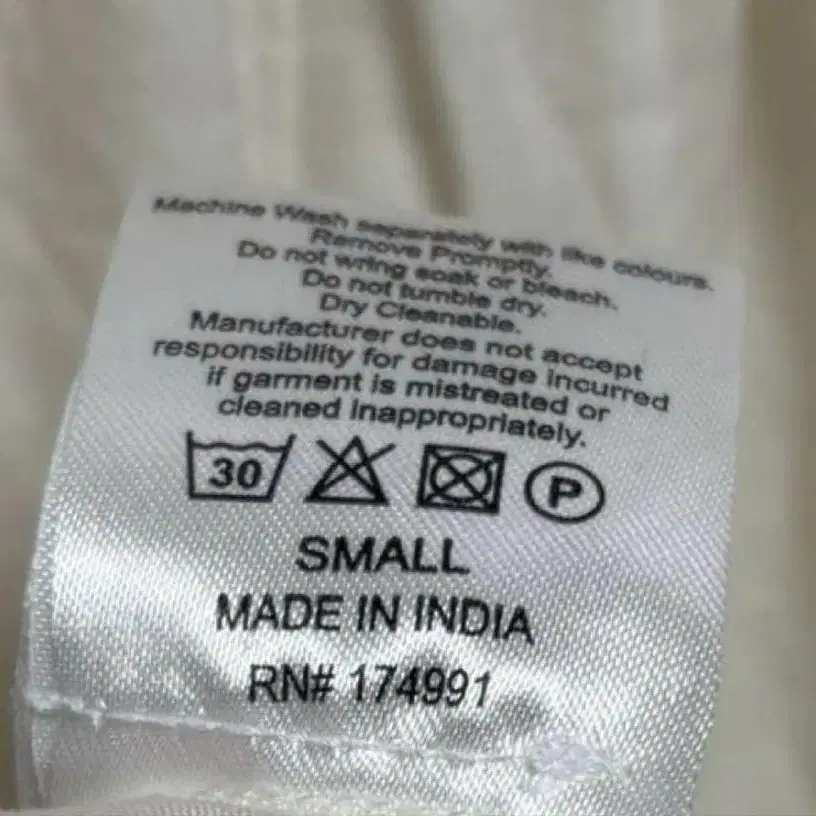 Machine Wash separately with like colours.
Remove Promptly.
Do not wring soak or bleach.
Do not tumble dry.
Dry Cleanable.
Manufacturer does not accept
responsibility for damage incurred
if garment is mistreated or
cleaned inappropriately.
30 P
SMALL
MADE IN INDIA
RN# 174991